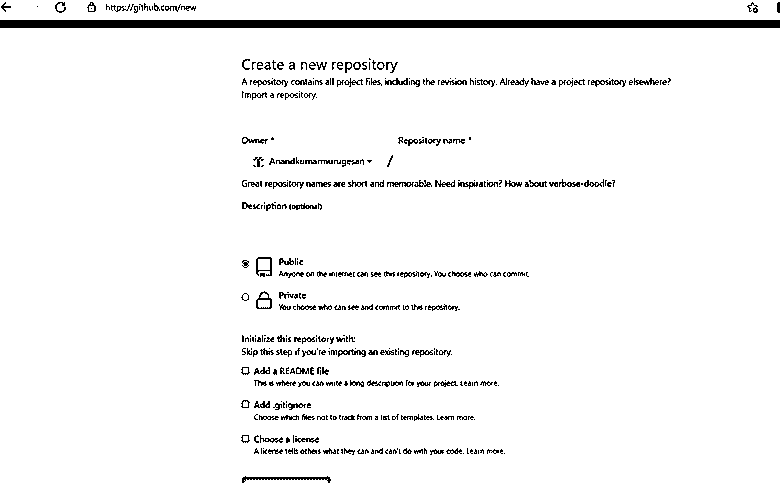 https://github.com/new
Create a new repository
A repository contains all project files, including the revision history. Already have a project repository elsewhere?
Import a repository.
Owner * Repository name *
Anandkumarmurugesan /
Great repository names are short and memorable. Need inspiration? How about verbose-doodle?
Description (optional)
Public
Anyone on the internet can see this repository. You choose who can commit.
Private
You choose who can see and commit to this repository.
Initialize this repository with:
Skip this step if you're importing an existing repository.
Add a README file
This is where you can write a long description for your project. Learn more.
Add .gitignore
Choose which files not to track from a list of templates. Learn more.
Choose a license
A license tells others what they can and can't do with your code. Learn more.